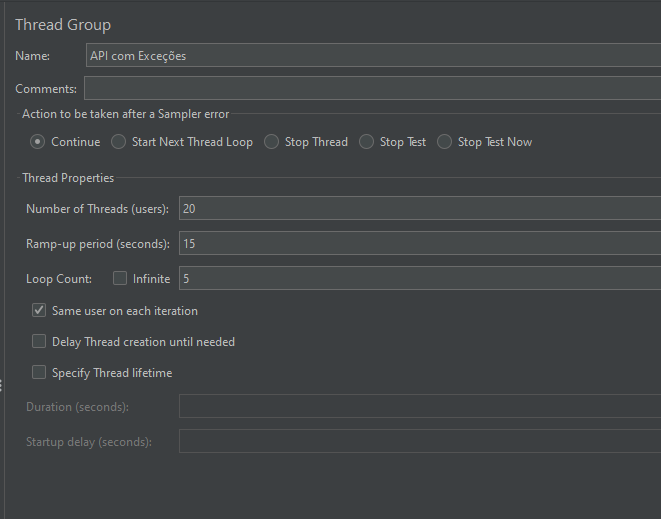 Thread Group
Name: API com Exceções
Comments:
Action to be taken after a Sampler error
Continue Start Next Thread Loop Stop Thread Stop Test Stop Test Now
Thread Properties
Number of Threads (users): 20
Ramp-up period (seconds): 15
Loop Count: Infinite 5
Same user on each iteration
Delay Thread creation until needed
Specify Thread lifetime
Duration (seconds):
Startup delay (seconds):